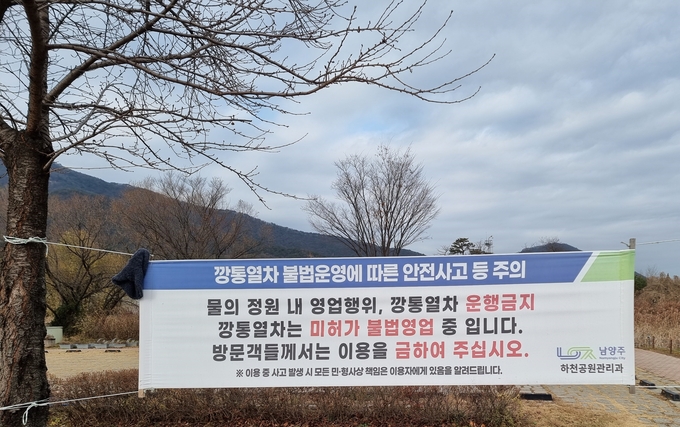 깡통열차 불법운영에 따른 안전사고 등 주의
물의 정원 내 영업행위, 깡통열차 운행금지
깡통열차는 미허가 불법영업 중 입니다.
방문객들께서는 이용을 금하여 주십시오.
※ 이용 중 사고 발생 시 모든 민·형사상 책임은 이용자에게 있음을 알려드립니다.
남양주
하천공원관리과